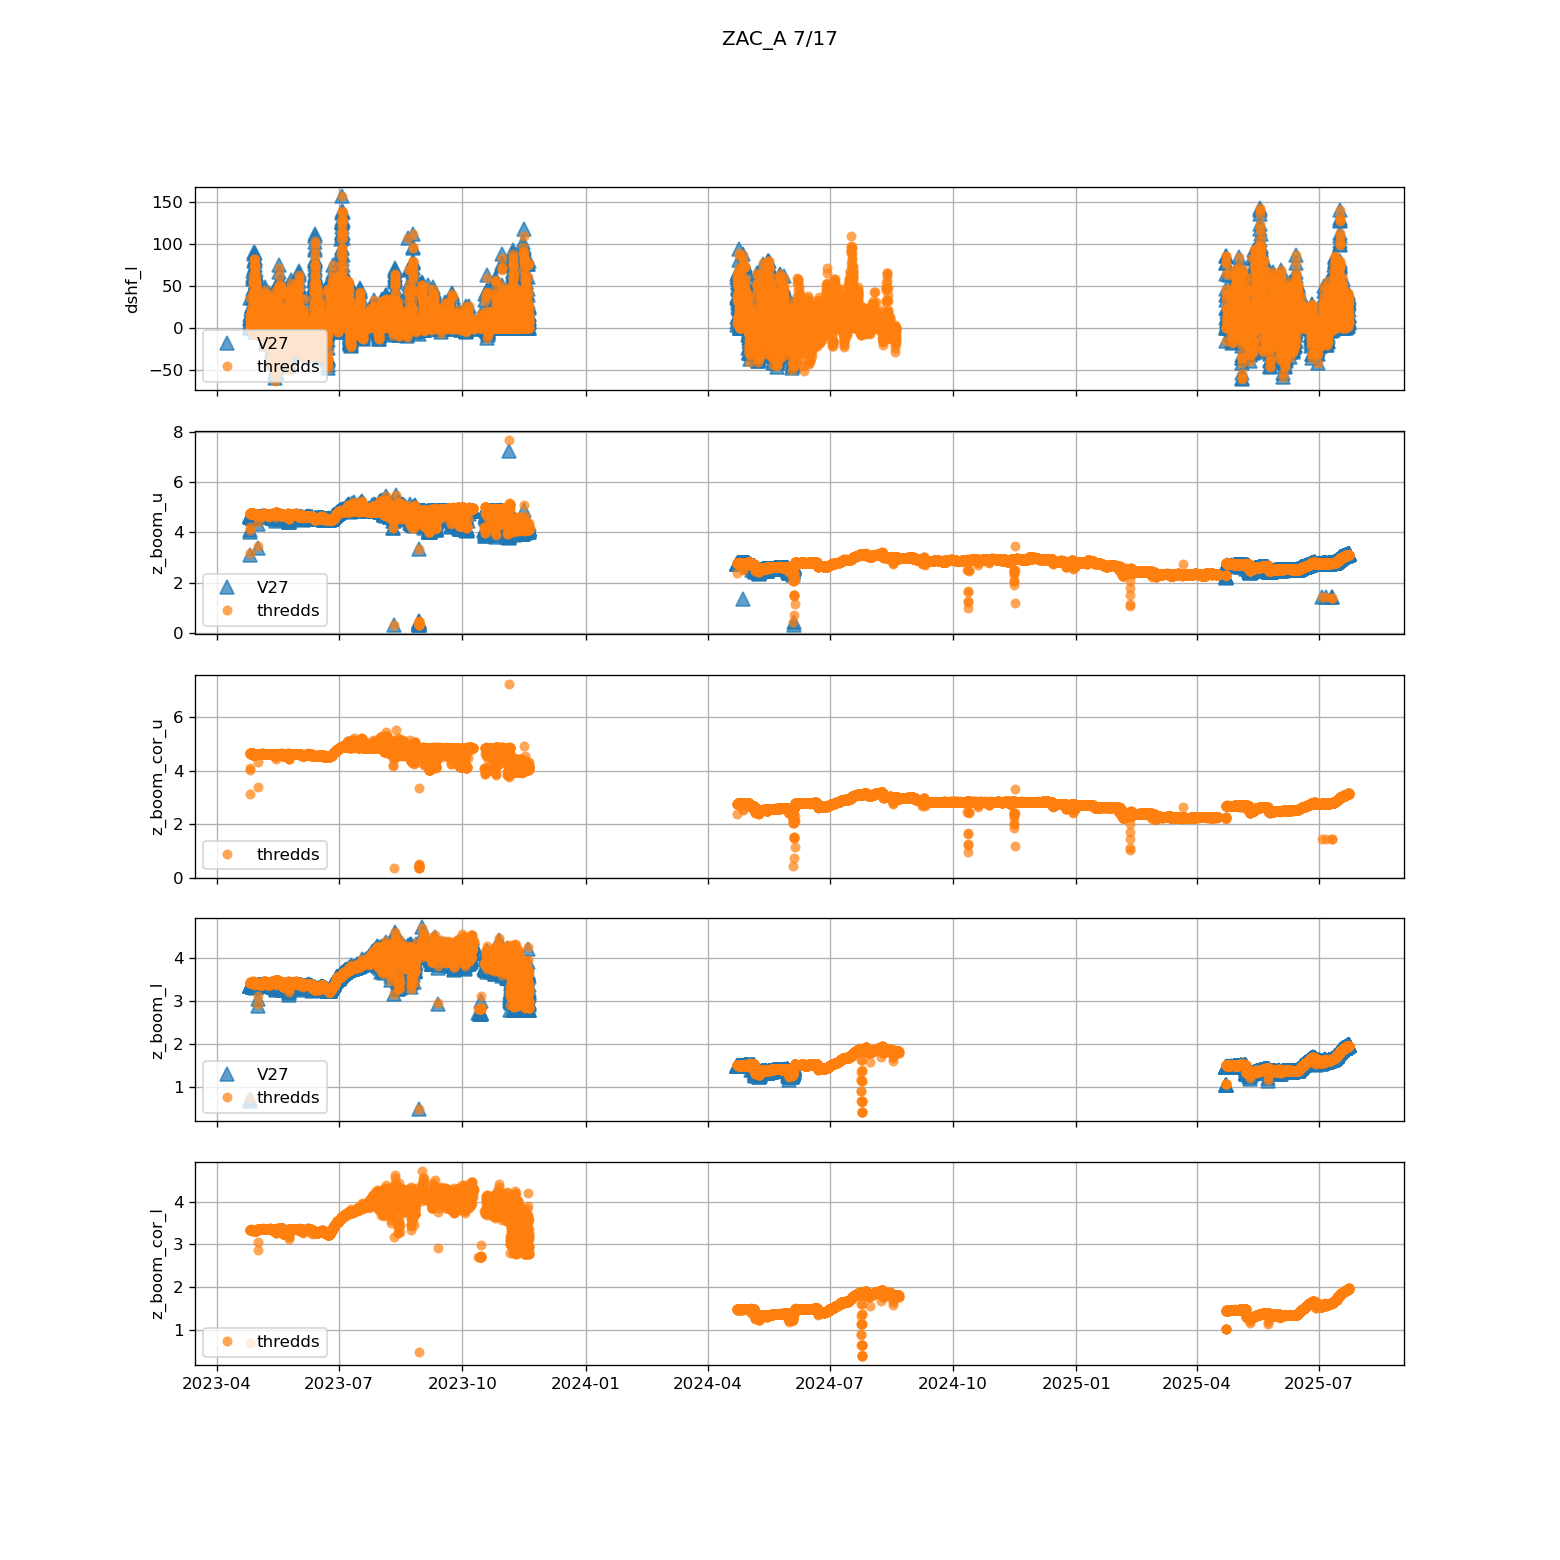 ZAC_A 7/17
dshf_l
150
100
50
0
−50
V27
thredds
z_boom_u
8
6
4
2
0
V27
thredds
z_boom_cor_u
6
4
2
0
thredds
z_boom_l
4
3
2
1
V27
thredds
z_boom_cor_l
4
3
2
1
thredds
2023-04 2023-07 2023-10 2024-01 2024-04 2024-07 2024-10 2025-01 2025-04 2025-07